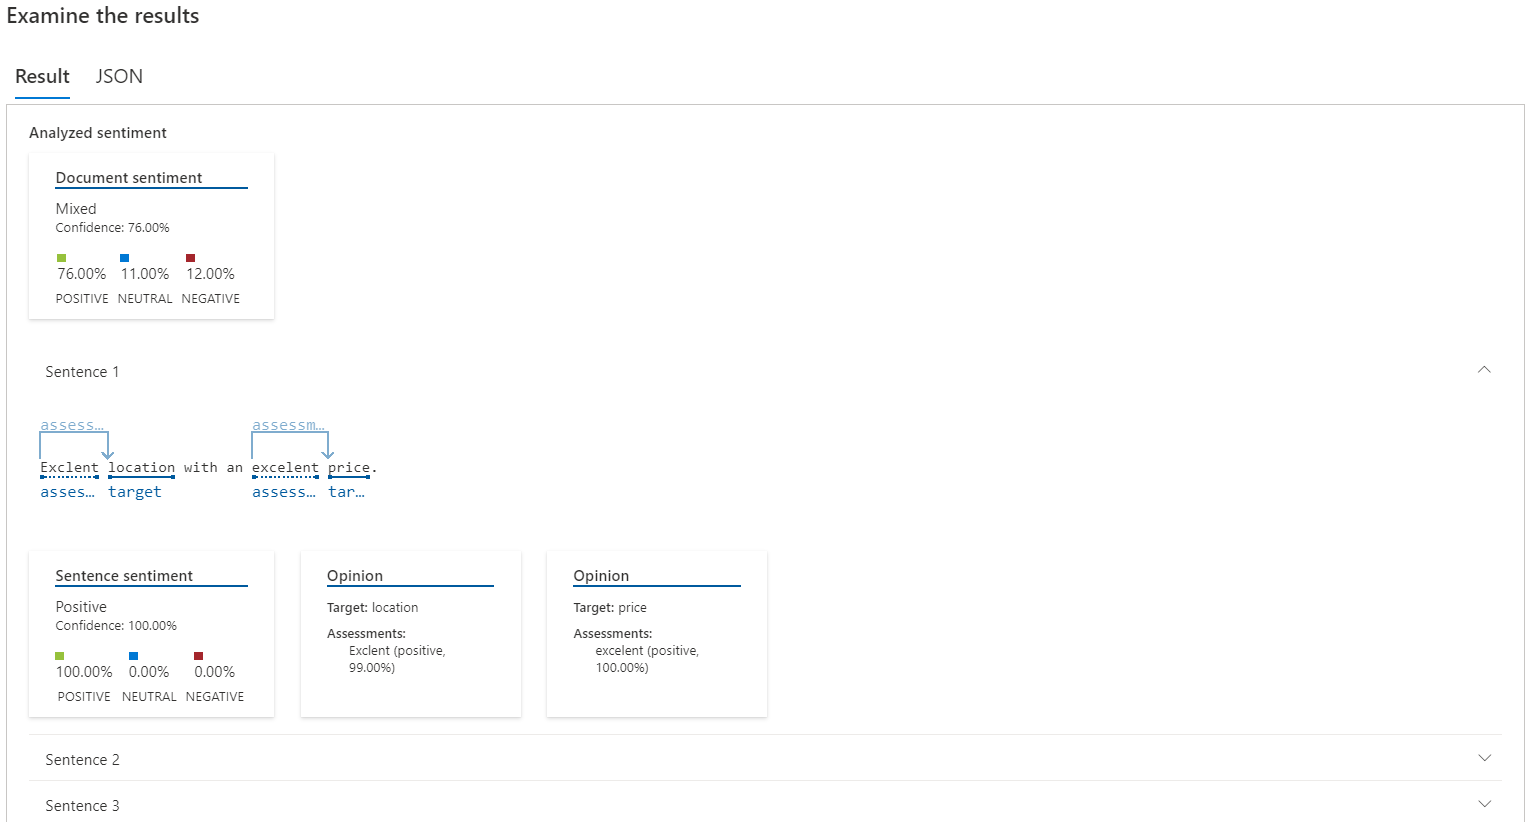 Examine the results
Result JSON
Analyzed sentiment
Document sentiment
Mixed
Confidence: 76.00%
76.00% 11.00% 12.00%
POSITIVE NEUTRAL NEGATIVE
Sentence 1
assess… assessm…
Exclent location with an excelent price.
asses… target assess… tar…
Sentence sentiment
Positive
Confidence: 100.00%
100.00% 0.00% 0.00%
POSITIVE NEUTRAL NEGATIVE
Opinion
Target: location
Assessments:
Exclent (positive,
99.00%)
Opinion
Target: price
Assessments:
excelent (positive,
100.00%)
Sentence 2
Sentence 3